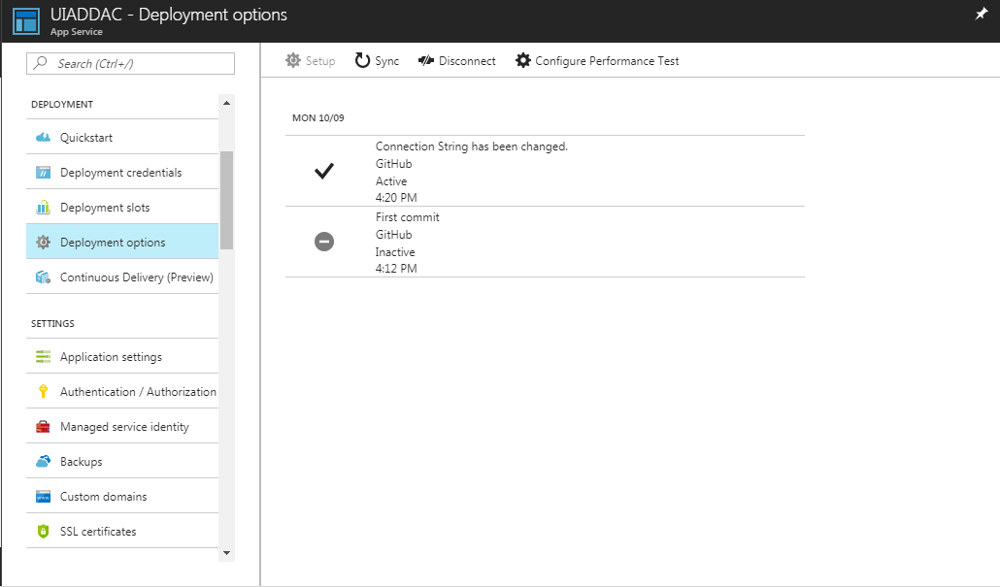 UIADDAC - Deployment options
App Service
Search (Ctrl+/)
DEPLOYMENT
Quickstart
Deployment credentials
Deployment slots
Deployment options
Continuous Delivery (Preview)
SETTINGS
Application settings
Authentication / Authorization
Managed service identity
Backups
Custom domains
SSL certificates
Setup
Sync
Disconnect
Configure Performance Test
MON 10/09
Connection String has been changed.
GitHub
Active
4:20 PM
First commit
GitHub
Inactive
4:12 PM